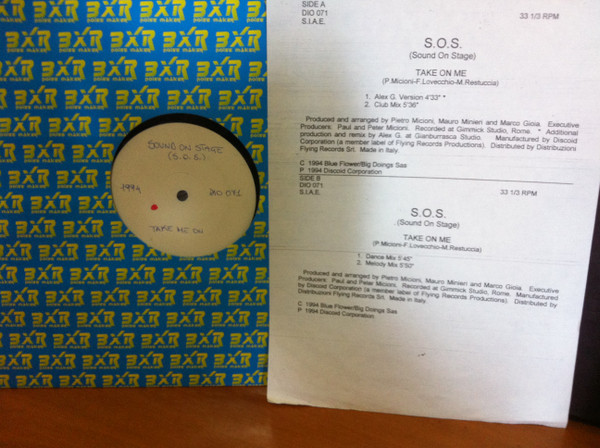 BXR
NOISE MAKER
SOUND ON STAGE
(S.O.S.)
1994 DIO 071
TAKE ME ON
SIDE A
DIO 071 33 1/3 RPM
S.I.A.E.
S.O.S.
(Sound On Stage)
TAKE ON ME
(P.Micioni-F.Lovecchio-M.Restuccia)
1. Alex G. Version 4'33" *
2. Club Mix 5'36"
Produced and arranged by Pietro Micioni, Mauro Minieri and Marco Gioia. Executive
Producers: Paul and Peter Micioni. Recorded at Gimmick Studio, Rome. * Additional
production and remix by Alex G. at Gianburrasca Studio. Manufactured by Discoid
Corporation (a member label of Flying Records Productions). Distributed by Distribuzioni
Flying Records Srl. Made in Italy.
C 1994 Blue Flower/Big Doings Sas
P 1994 Discoid Corporation
SIDE B
DIO 071 33 1/3 RPM
S.I.A.E.
S.O.S.
(Sound On Stage)
TAKE ON ME
(P.Micioni-F.Lovecchio-M.Restuccia)
1. Dance Mix 5'45"
2. Melody Mix 5'50"
Produced and arranged by Pietro Micioni, Mauro Minieri and Marco Gioia. Executive
Producers: Paul and Peter Micioni. Recorded at Gimmick Studio, Rome. Manufactured
by Discoid Corporation (a member label of Flying Records Productions). Distributed by
Distribuzioni Flying Records Srl. Made in Italy.
C 1994 Blue Flower/Big Doings Sas
P 1994 Discoid Corporation